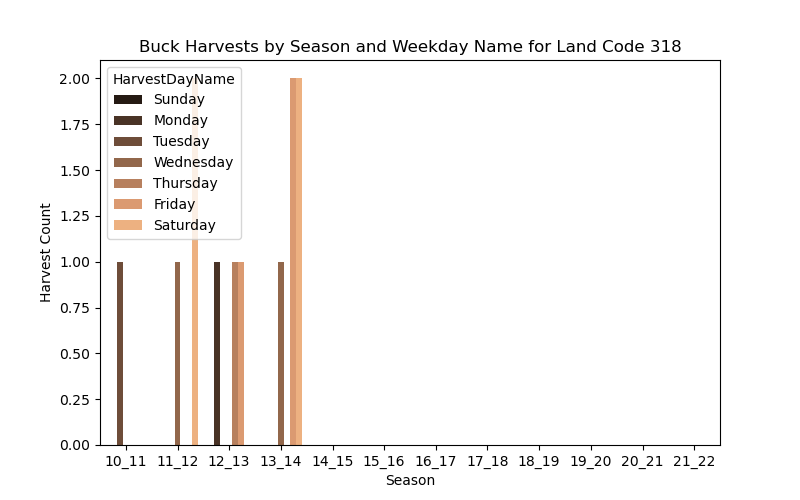 Buck Harvests by Season and Weekday Name for Land Code 318
2.00
1.75
1.50
1.25
1.00
0.75
0.50
0.25
0.00
Harvest Count
HarvestDayName
Sunday
Monday
Tuesday
Wednesday
Thursday
Friday
Saturday
10_11 11_12 12_13 13_14 14_15 15_16 16_17 17_18 18_19 19_20 20_21 21_22
Season